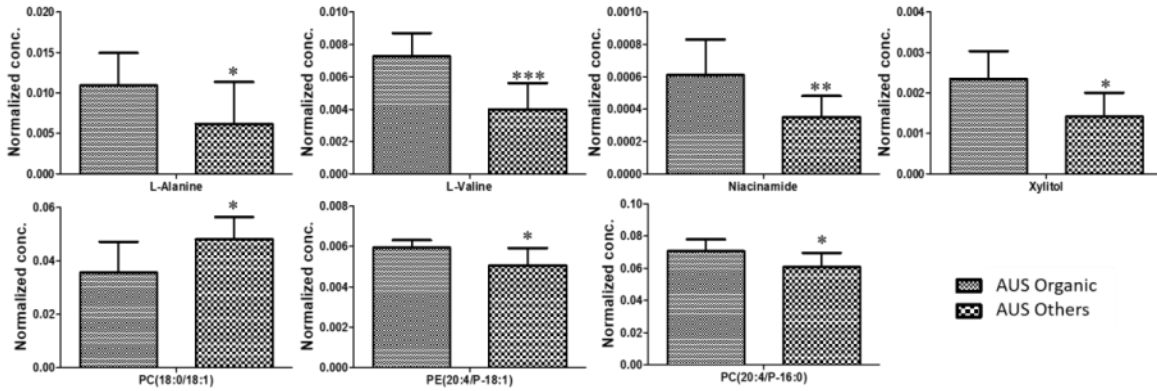 Normalized conc.
0.020
0.015
0.010
0.005
0.000
*
L-Alanine
Normalized conc.
0.010
0.008
0.006
0.004
0.002
0.000
***
L-Valine
Normalized conc.
0.0010
0.0008
0.0006
0.0004
0.0002
0.0000
**
Niacinamide
Normalized conc.
0.004
0.003
0.002
0.001
0.000
*
Xylitol
Normalized conc.
0.06
0.04
0.02
0.00
*
PC(18:0/18:1)
Normalized conc.
0.008
0.006
0.004
0.002
0.000
*
PE(20:4/P-18:1)
Normalized conc.
0.10
0.08
0.06
0.04
0.02
0.00
*
PC(20:4/P-16:0)
AUS Organic
AUS Others